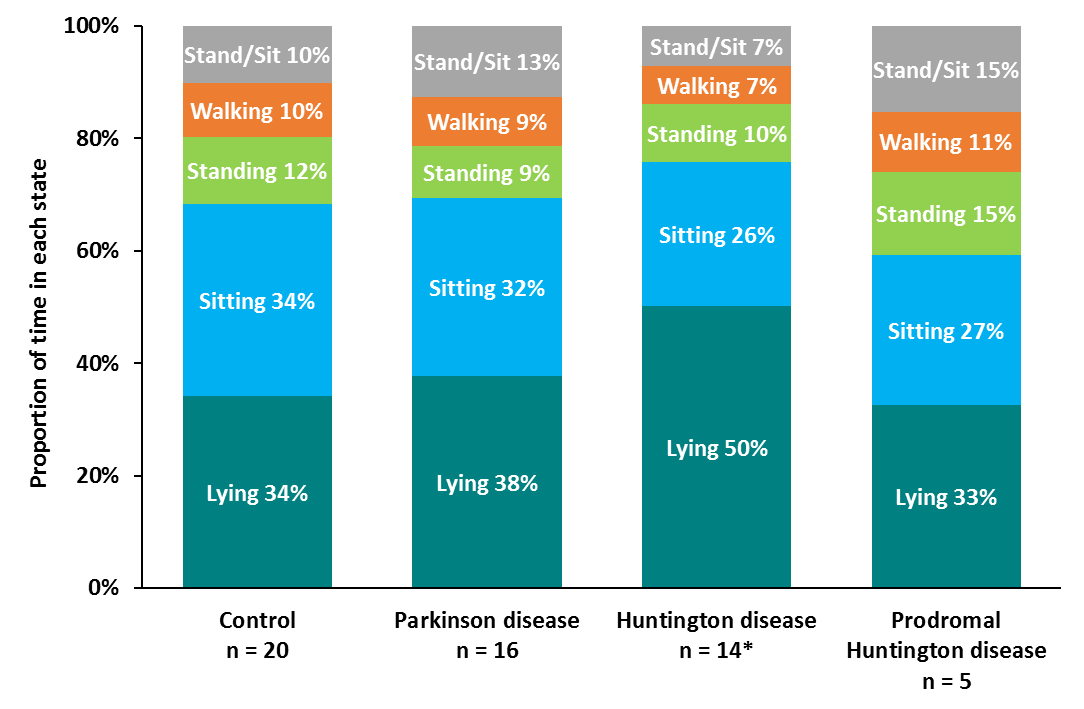 100%
80%
60%
40%
20%
0%
Proportion of time in each state
Stand/Sit 10%
Walking 10%
Standing 12%
Sitting 34%
Lying 34%
Stand/Sit 13%
Walking 9%
Standing 9%
Sitting 32%
Lying 38%
Stand/Sit 7%
Walking 7%
Standing 10%
Sitting 26%
Lying 50%
Stand/Sit 15%
Walking 11%
Standing 15%
Sitting 27%
Lying 33%
Control
n = 20
Parkinson disease
n = 16
Huntington disease
n = 14*
Prodromal
Huntington disease
n = 5